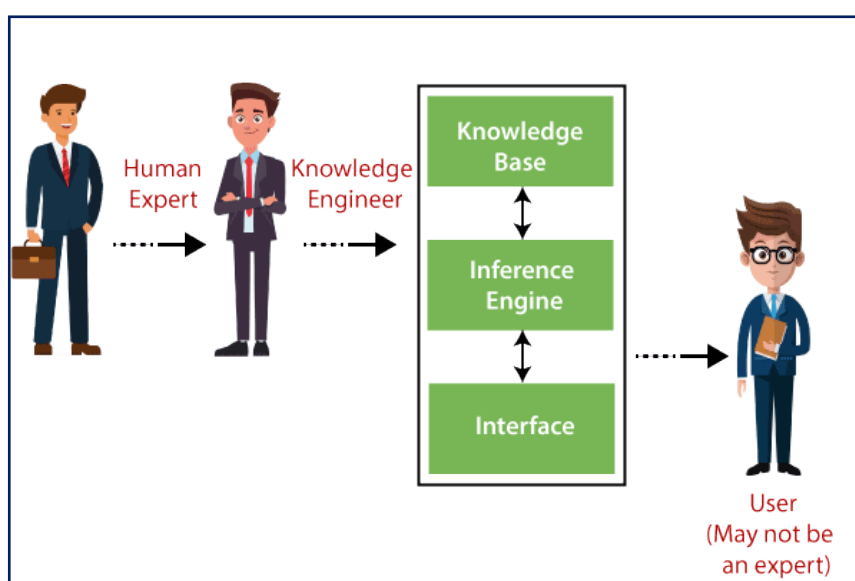 Human
Expert
Knowledge
Engineer
Knowledge
Base
Inference
Engine
Interface
User
(May not be
an expert)